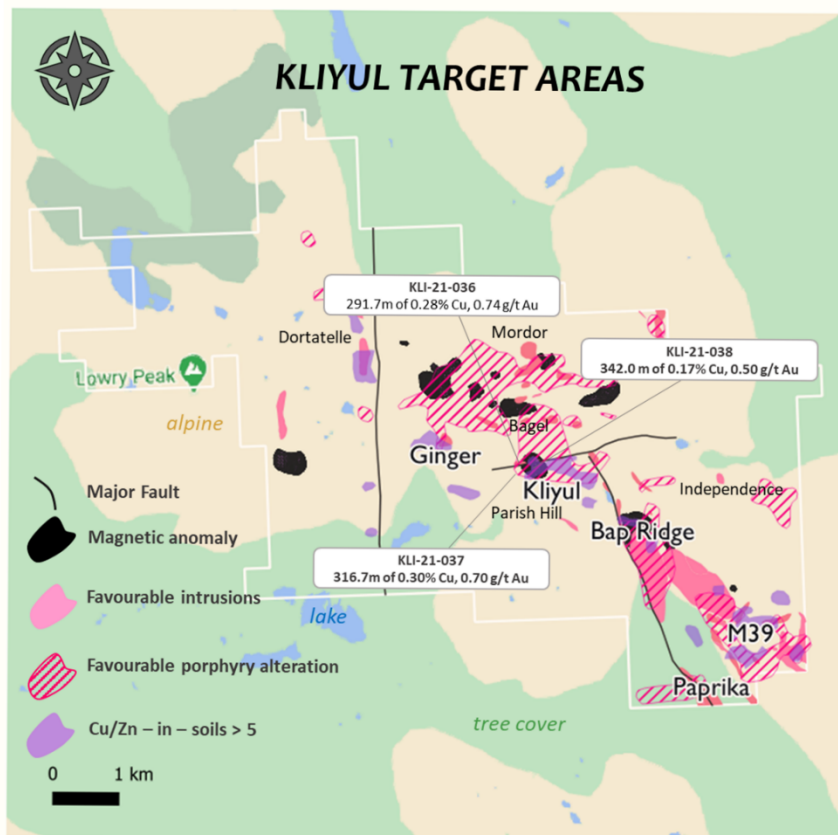 KLIYUL TARGET AREAS
KLI-21-036
291.7m of 0.28% Cu, 0.74 g/t Au
Dortatelle
Mordor
KLI-21-038
342.0 m of 0.17% Cu, 0.50 g/t Au
Lowry Peak
alpine
Bagel
Ginger
Kliyul
Major Fault
Parish Hill
Independence
Bap Ridge
Magnetic anomaly
KLI-21-037
316.7m of 0.30% Cu, 0.70 g/t Au
Favourable intrusions
lake
M39
Favourable porphyry alteration
Paprika
tree cover
Cu/Zn – in – soils > 5
0 1 km